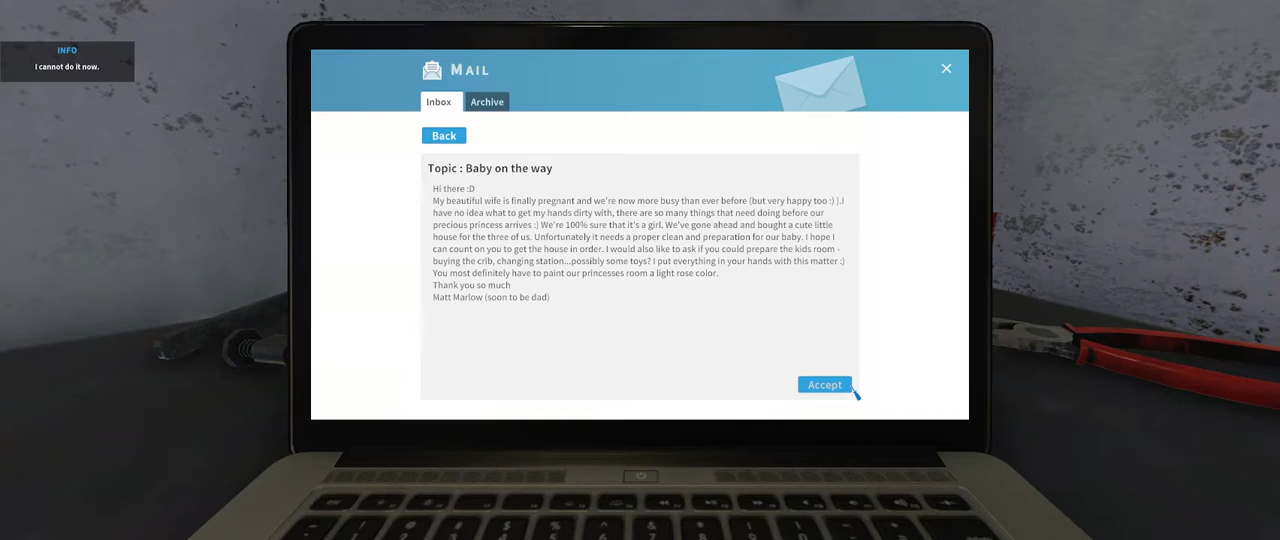 INFO
I cannot do it now.
MAIL
Inbox
Archive
Back
Topic : Baby on the way
Hi there :D
My beautiful wife is finally pregnant and we're now more busy than ever before (but very happy too :) ).I
have no idea what to get my hands dirty with, there are so many things that need doing before our
precious princess arrives :) We're 100% sure that it's a girl. We've gone ahead and bought a cute little
house for the three of us. Unfortunately it needs a proper clean and preparation for our baby. I hope I
can count on you to get the house in order. I would also like to ask if you could prepare the kids room -
buying the crib, changing station...possibly some toys? I put everything in your hands with this matter :)
You most definitely have to paint our princesses room a light rose color.
Thank you so much
Matt Marlow (soon to be dad)
Accept